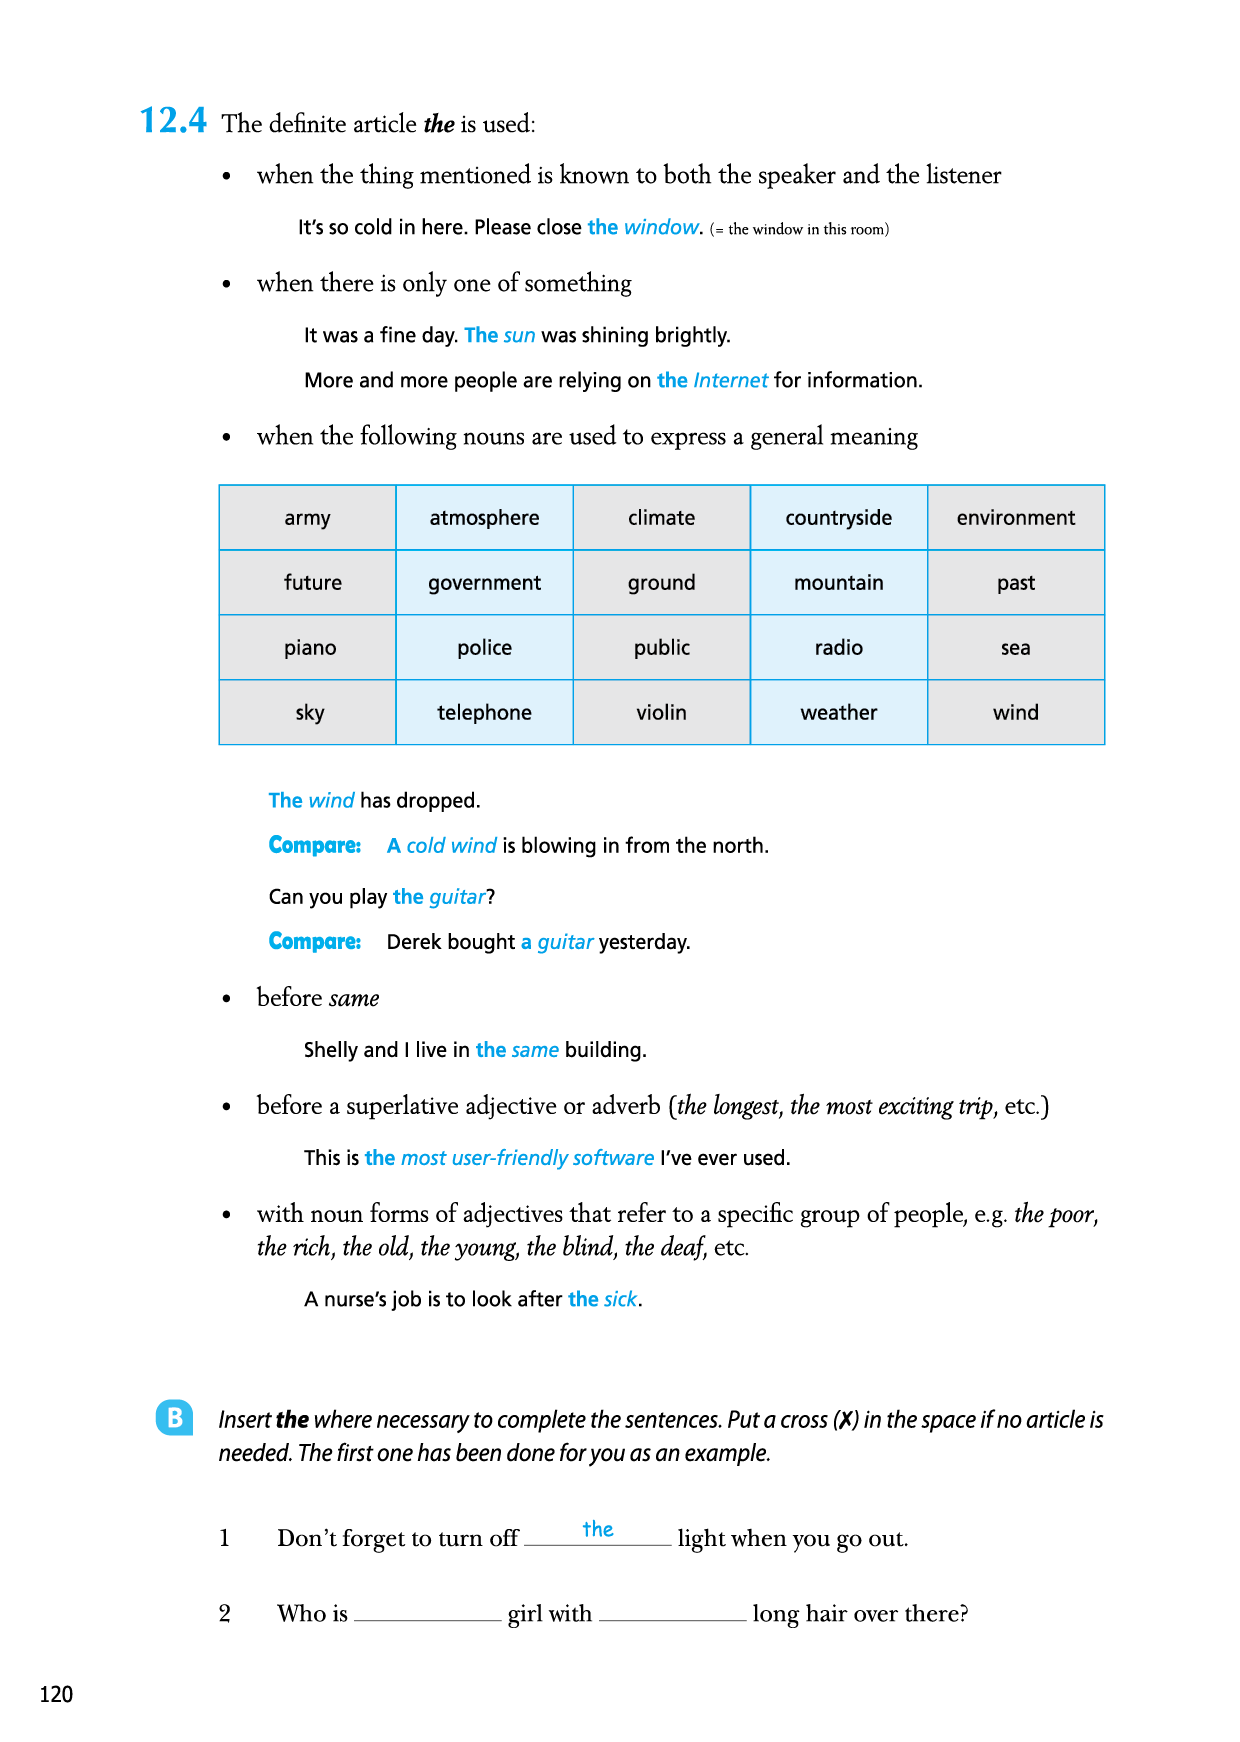 12.4 The definite article the is used:
• when the thing mentioned is known to both the speaker and the listener
It's so cold in here. Please close the window. (= the window in this room)
• when there is only one of something
It was a fine day. The sun was shining brightly.
More and more people are relying on the Internet for information.
• when the following nouns are used to express a general meaning
army atmosphere climate countryside environment
future government ground mountain past
piano police public radio sea
sky telephone violin weather wind
The wind has dropped.
Compare: A cold wind is blowing in from the north.
Can you play the guitar?
Compare: Derek bought a guitar yesterday.
• before same
Shelly and I live in the same building.
• before a superlative adjective or adverb (the longest, the most exciting trip, etc.)
This is the most user-friendly software I've ever used.
• with noun forms of adjectives that refer to a specific group of people, e.g. the poor,
the rich, the old, the young, the blind, the deaf, etc.
A nurse's job is to look after the sick.
B Insert the where necessary to complete the sentences. Put a cross (✗) in the space if no article is
needed. The first one has been done for you as an example.
1 Don't forget to turn off the light when you go out.
2 Who is ____________ girl with ____________ long hair over there?
120